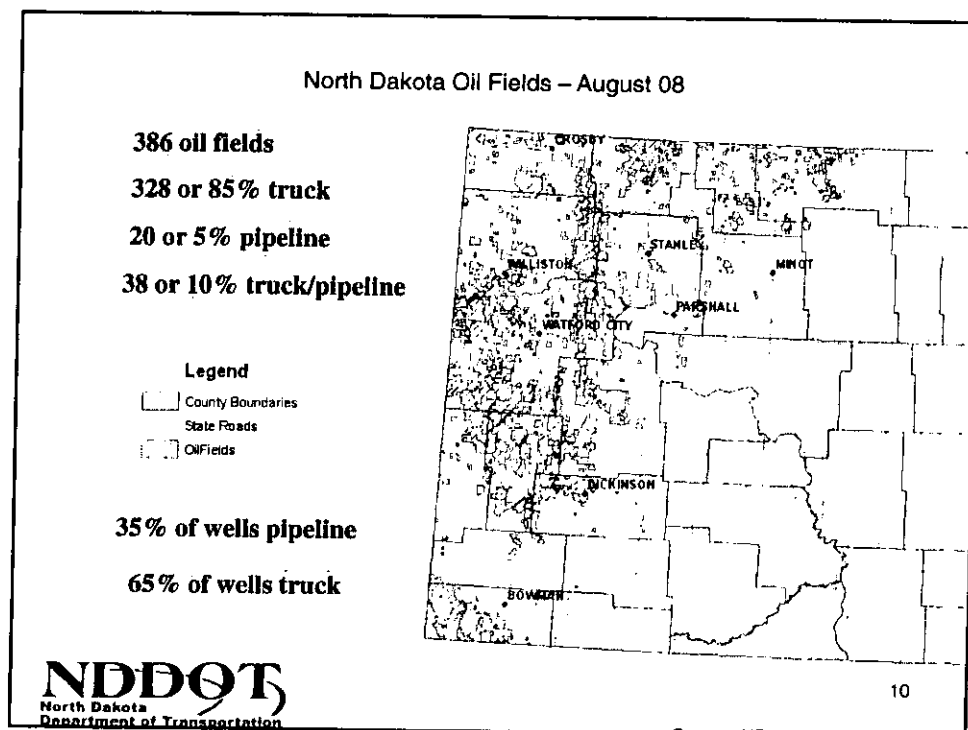 North Dakota Oil Fields – August 08
386 oil fields
328 or 85% truck
20 or 5% pipeline
38 or 10% truck/pipeline
CROSBY
STANLEY
WILLISTON
MINOT
PARSHALL
WATFORD CITY
Legend
County Boundaries
State Roads
OilFields
DICKINSON
35% of wells pipeline
65% of wells truck
BOWMAN
NDDOT
North Dakota
Department of Transportation
10